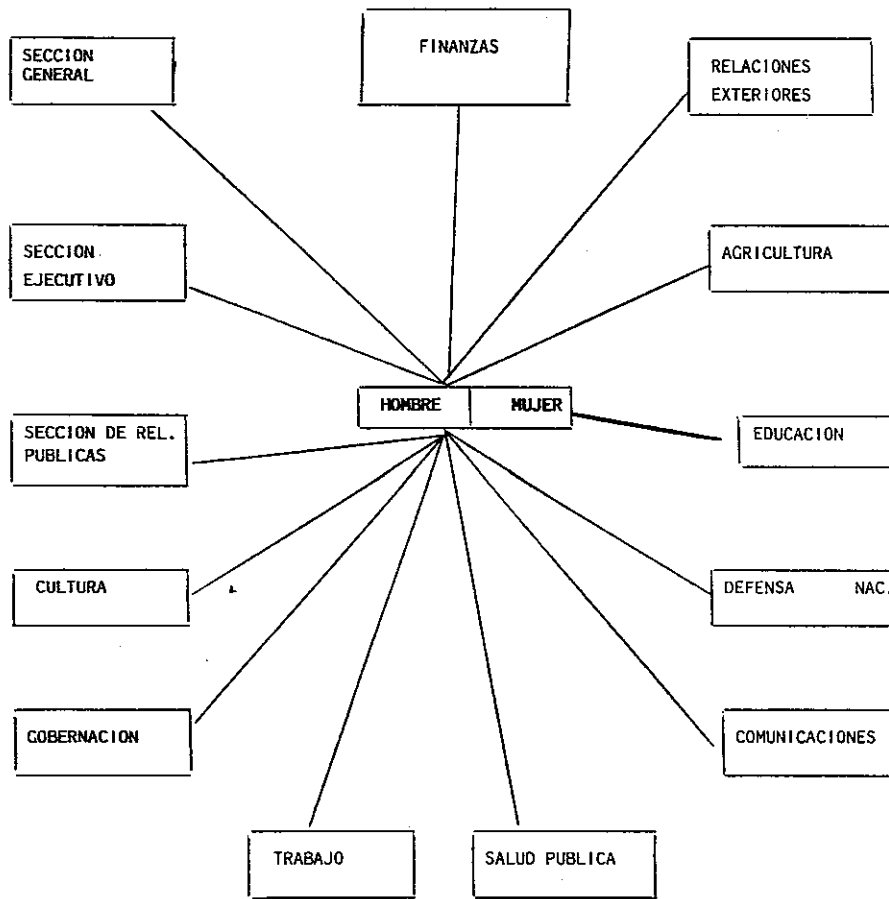 SECCION
GENERAL
FINANZAS
RELACIONES
EXTERIORES
SECCION
EJECUTIVO
AGRICULTURA
HOMBRE MUJER
SECCION DE REL.
PUBLICAS
EDUCACION
CULTURA
DEFENSA NAC.
GOBERNACION
COMUNICACIONES
TRABAJO
SALUD PUBLICA